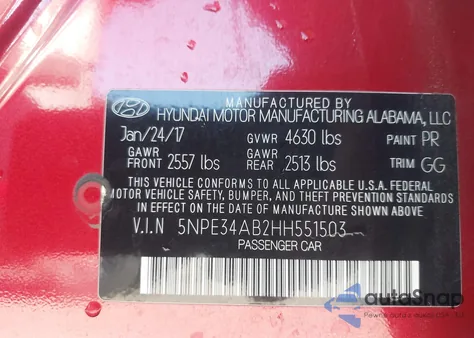 MANUFACTURED BY
HYUNDAI MOTOR MANUFACTURING ALABAMA, LLC
Jan/24/17 GVWR 4630 lbs PAINT PR
GAWR FRONT 2557 lbs GAWR REAR 2513 lbs TRIM GG
THIS VEHICLE CONFORMS TO ALL APPLICABLE U.S.A. FEDERAL
MOTOR VEHICLE SAFETY, BUMPER, AND THEFT PREVENTION
STANDARDS IN EFFECT ON THE DATE OF MANUFACTURE SHOWN ABOVE.
V.I.N 5NPE34AB2HH551503
PASSENGER CAR
autoSnap